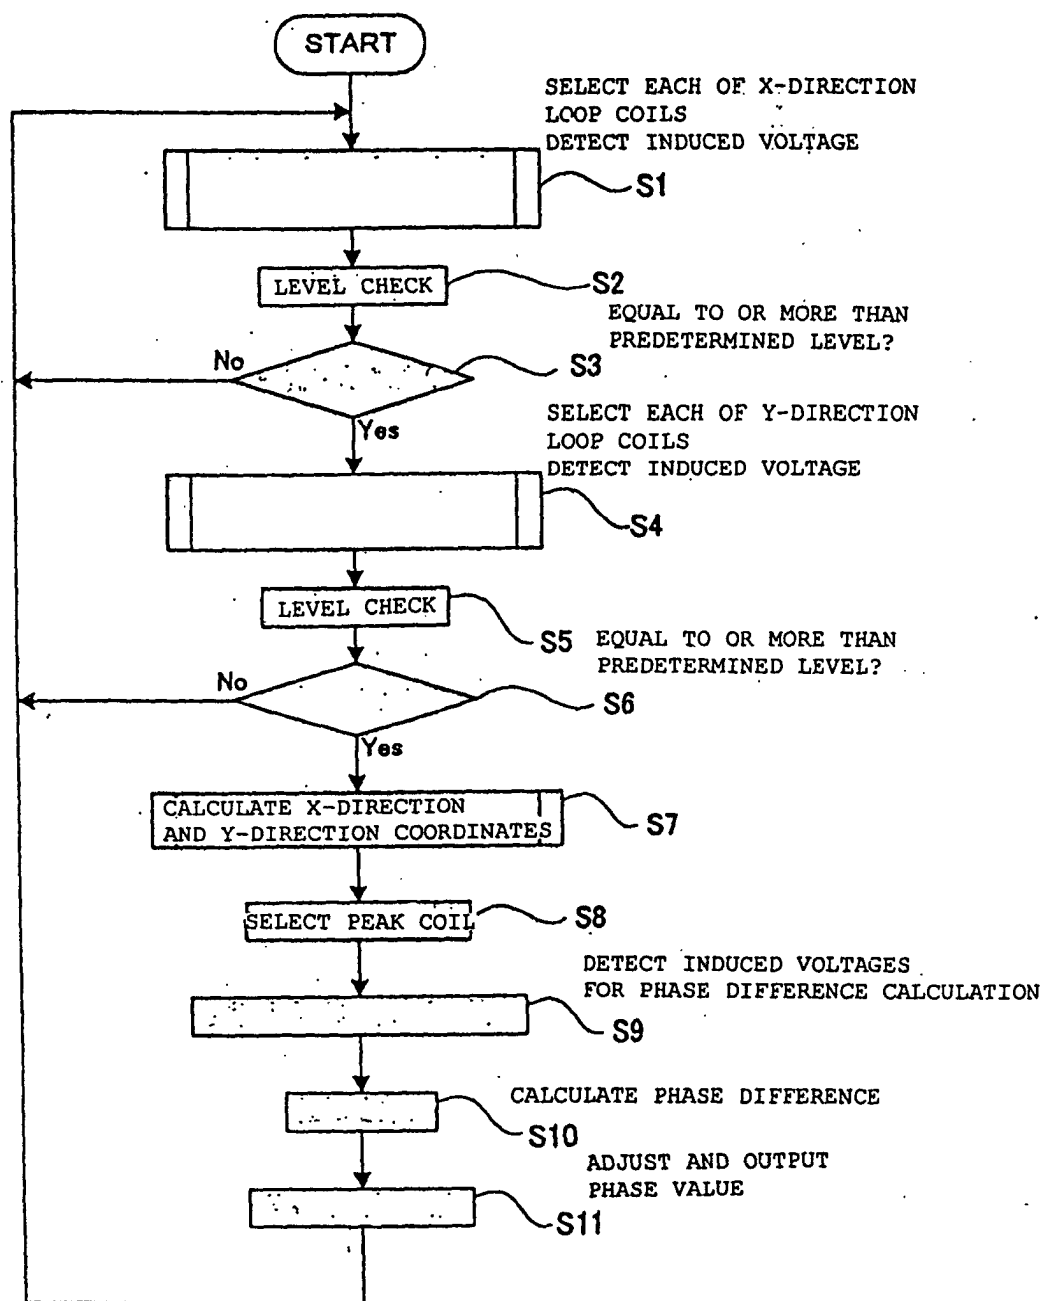 START
SELECT EACH OF X-DIRECTION
LOOP COILS
DETECT INDUCED VOLTAGE
S1
LEVEL CHECK
S2
EQUAL TO OR MORE THAN
PREDETERMINED LEVEL?
No
S3
Yes
SELECT EACH OF Y-DIRECTION
LOOP COILS
DETECT INDUCED VOLTAGE
S4
LEVEL CHECK
S5
EQUAL TO OR MORE THAN
PREDETERMINED LEVEL?
No
S6
Yes
CALCULATE X-DIRECTION
AND Y-DIRECTION COORDINATES
S7
SELECT PEAK COIL
S8
DETECT INDUCED VOLTAGES
FOR PHASE DIFFERENCE CALCULATION
S9
CALCULATE PHASE DIFFERENCE
S10
ADJUST AND OUTPUT
PHASE VALUE
S11